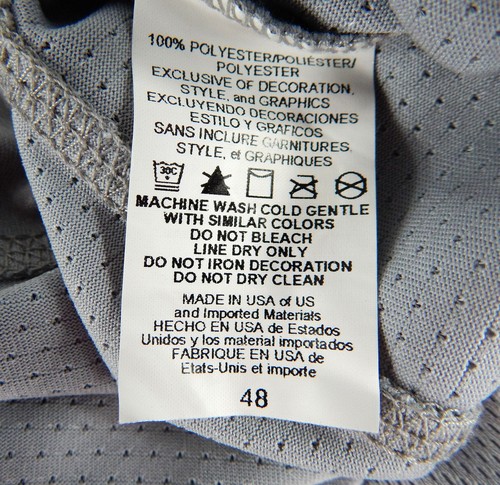 100% POLYESTER/POLIÉSTER/
POLYESTER
EXCLUSIVE OF DECORATION,
STYLE, and GRAPHICS
EXCLUYENDO DECORACIONES
ESTILO Y GRAFICOS
SANS INCLURE GARNITURES,
STYLE, et GRAPHIQUES
30C
MACHINE WASH COLD GENTLE
WITH SIMILAR COLORS
DO NOT BLEACH
LINE DRY ONLY
DO NOT IRON DECORATION
DO NOT DRY CLEAN
MADE IN USA of US
and Imported Materials
HECHO EN USA de Estados
Unidos y los material importados
FABRIQUE EN USA de
Etats-Unis et importe
48